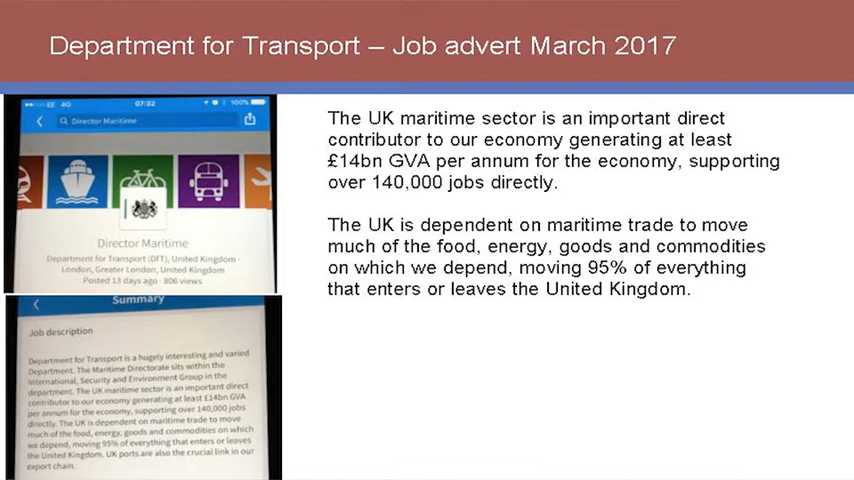 Department for Transport – Job advert March 2017
EE 4G 07:32 100%
Director Maritime
Director Maritime
Department for Transport (DfT), United Kingdom ·
London, Greater London, United Kingdom
Posted 13 days ago · 806 views
Summary
Job description
Department for Transport is a hugely interesting and varied
Department. The Maritime Directorate sits within the
International, Security and Environment Group in the
department. The UK maritime sector is an important direct
contributor to our economy generating at least £14bn GVA
per annum for the economy, supporting over 140,000 jobs
directly. The UK is dependent on maritime trade to move
much of the food, energy, goods and commodities on which
we depend, moving 95% of everything that enters or leaves
the United Kingdom. UK ports are also the crucial link in our
export chain.
The UK maritime sector is an important direct
contributor to our economy generating at least
£14bn GVA per annum for the economy, supporting
over 140,000 jobs directly.
The UK is dependent on maritime trade to move
much of the food, energy, goods and commodities
on which we depend, moving 95% of everything
that enters or leaves the United Kingdom.